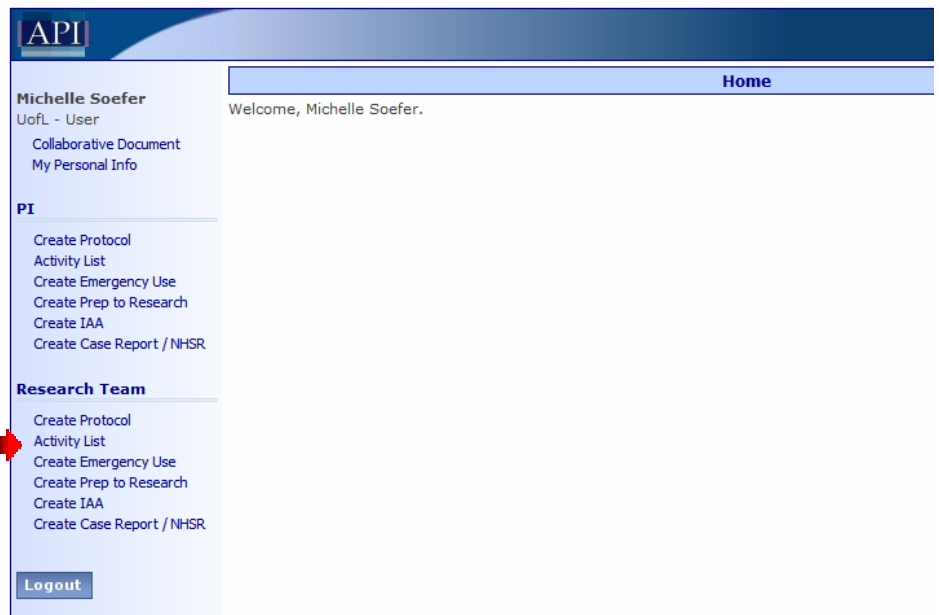 API
Home
Michelle Soefer
UofL - User
Welcome, Michelle Soefer.
Collaborative Document
My Personal Info
PI
Create Protocol
Activity List
Create Emergency Use
Create Prep to Research
Create IAA
Create Case Report / NHSR
Research Team
Create Protocol
Activity List
Create Emergency Use
Create Prep to Research
Create IAA
Create Case Report / NHSR
Logout